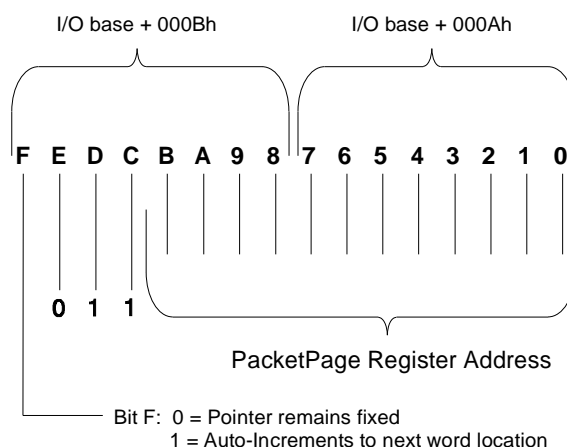 I/O base + 000Bh I/O base + 000Ah
F E D C B A 9 8 7 6 5 4 3 2 1 0
0 1 1
PacketPage Register Address
Bit F: 0 = Pointer remains fixed
1 = Auto-Increments to next word location